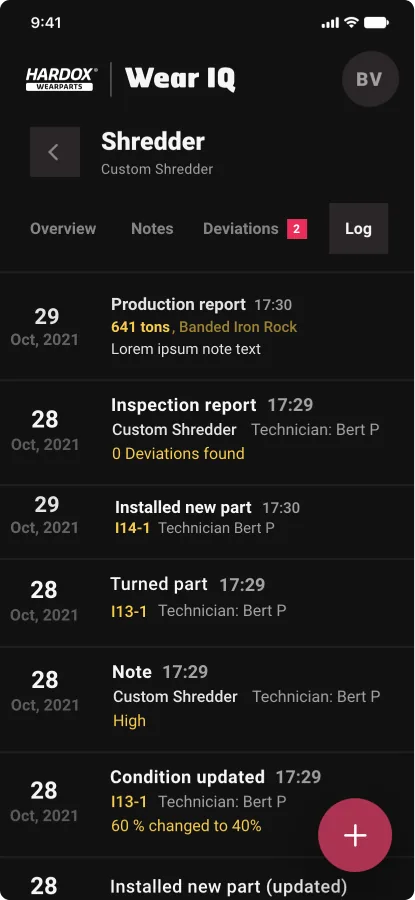 9:41
HARDOX®
WEARPARTS
Wear IQ
BV
Shredder
Custom Shredder
Overview Notes Deviations 2 Log
29
Oct, 2021
Production report 17:30
641 tons, Banded Iron Rock
Lorem ipsum note text
28
Oct, 2021
Inspection report 17:29
Custom Shredder Technician: Bert P
0 Deviations found
29
Oct, 2021
Installed new part 17:30
I14-1 Technician Bert P
28
Oct, 2021
Turned part 17:29
I13-1 Technician: Bert P
28
Oct, 2021
Note 17:29
Custom Shredder Technician: Bert P
High
28
Oct, 2021
Condition updated 17:29
I13-1 Technician: Bert P
60 % changed to 40%
28
Installed new part (updated)